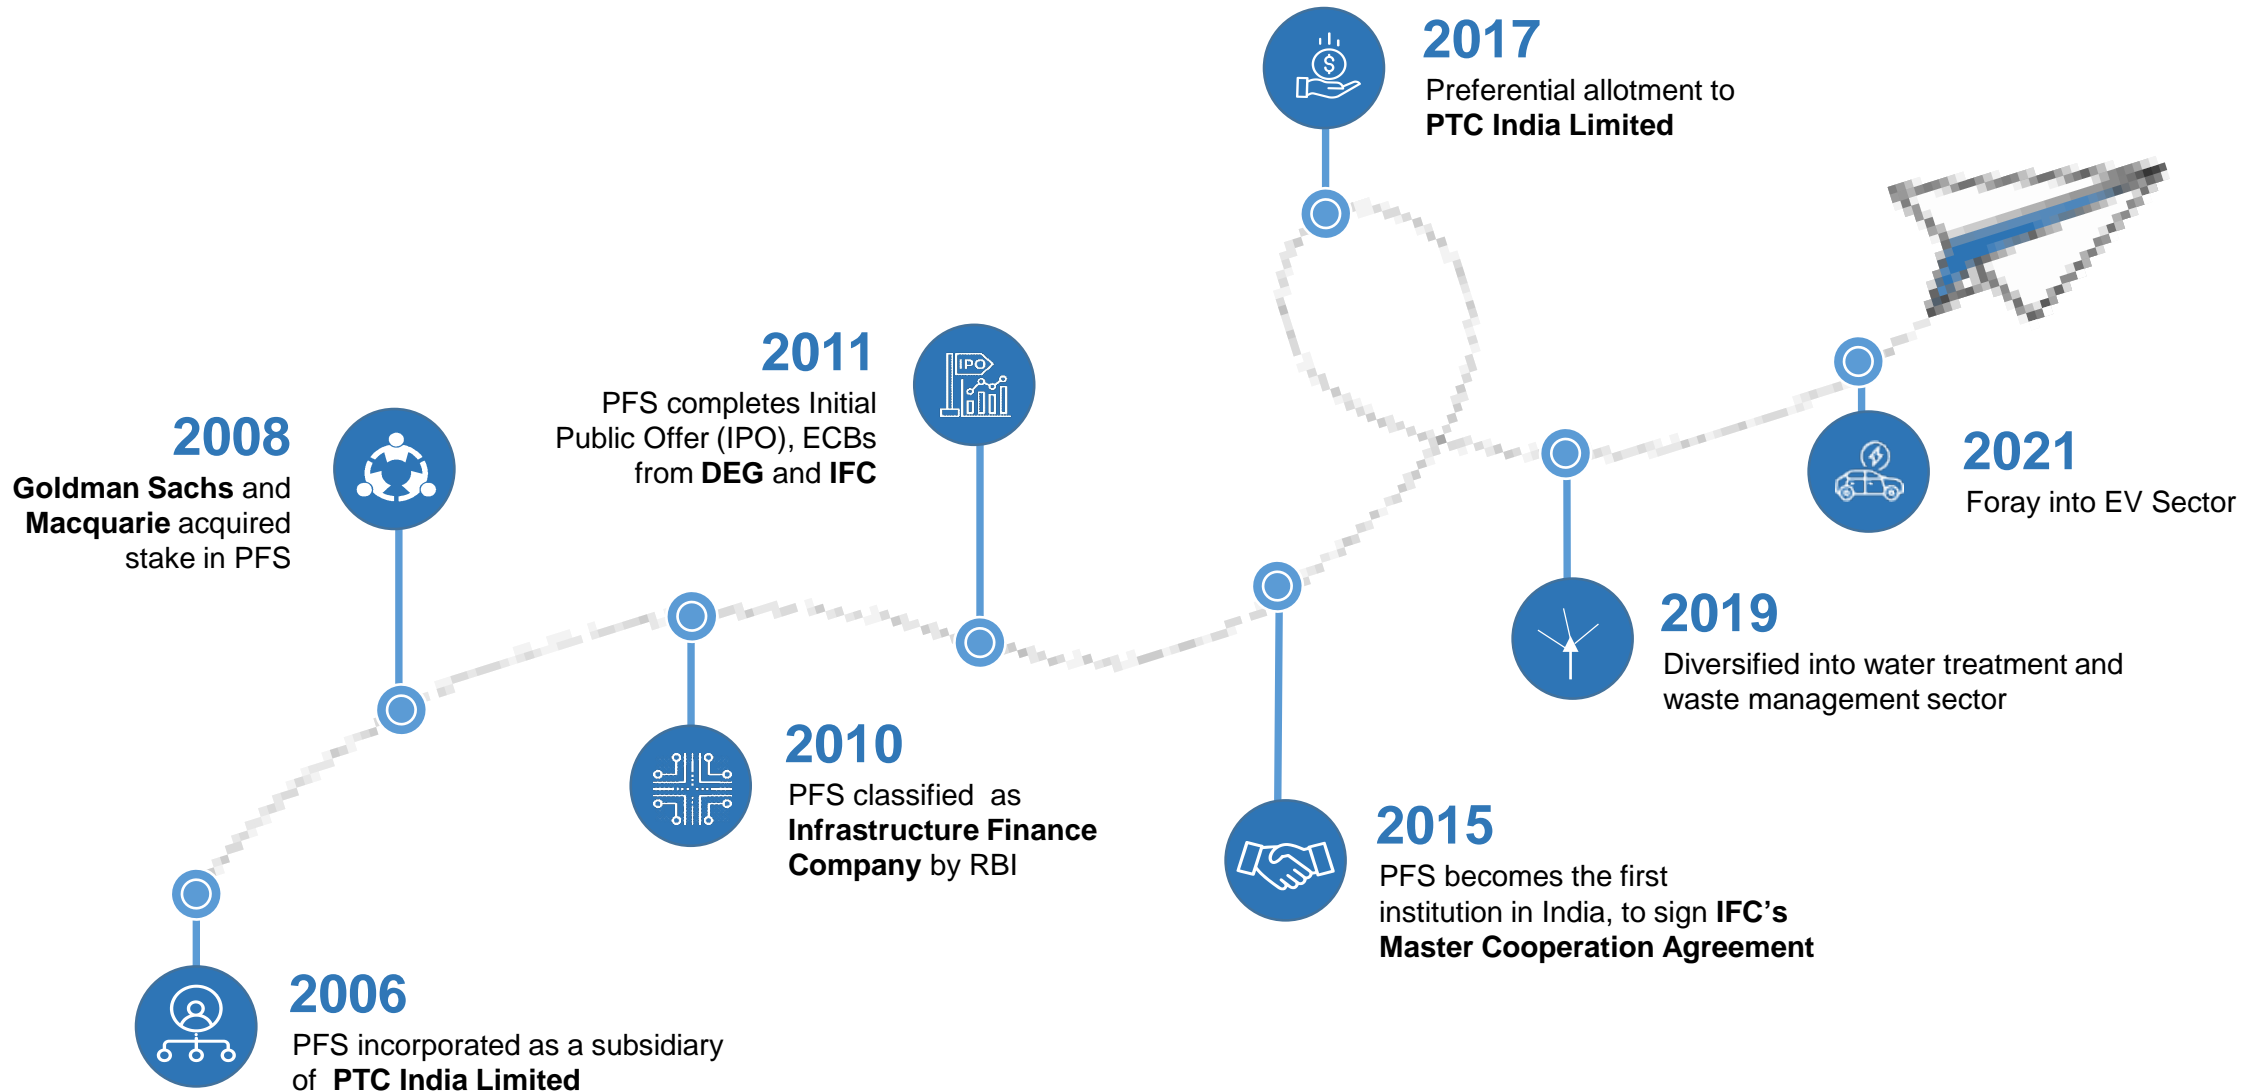 2006
PFS incorporated as a subsidiary
of PTC India Limited
2008
Goldman Sachs and
Macquarie acquired
stake in PFS
2010
PFS classified as
Infrastructure Finance
Company by RBI
2011
PFS completes Initial
Public Offer (IPO), ECBs
from DEG and IFC
IPO
2015
PFS becomes the first
institution in India, to sign IFC’s
Master Cooperation Agreement
2017
Preferential allotment to
PTC India Limited
$
2019
Diversified into water treatment and
waste management sector
2021
Foray into EV Sector